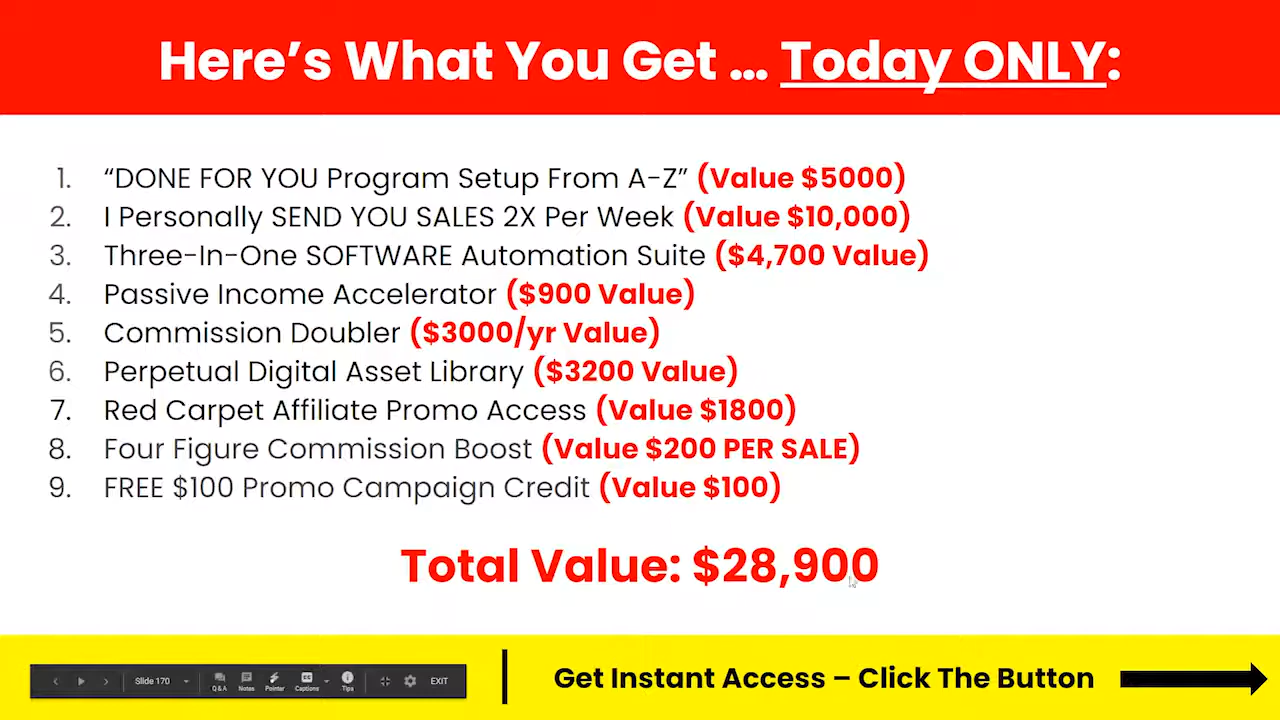 Here’s What You Get ... Today ONLY:
1. “DONE FOR YOU Program Setup From A-Z” (Value $5000)
2. I Personally SEND YOU SALES 2X Per Week (Value $10,000)
3. Three-In-One SOFTWARE Automation Suite ($4,700 Value)
4. Passive Income Accelerator ($900 Value)
5. Commission Doubler ($3000/yr Value)
6. Perpetual Digital Asset Library ($3200 Value)
7. Red Carpet Affiliate Promo Access (Value $1800)
8. Four Figure Commission Boost (Value $200 PER SALE)
9. FREE $100 Promo Campaign Credit (Value $100)
Total Value: $28,900
Slide 170 Q&A Notes Pointer Captions Tips EXIT
Get Instant Access – Click The Button